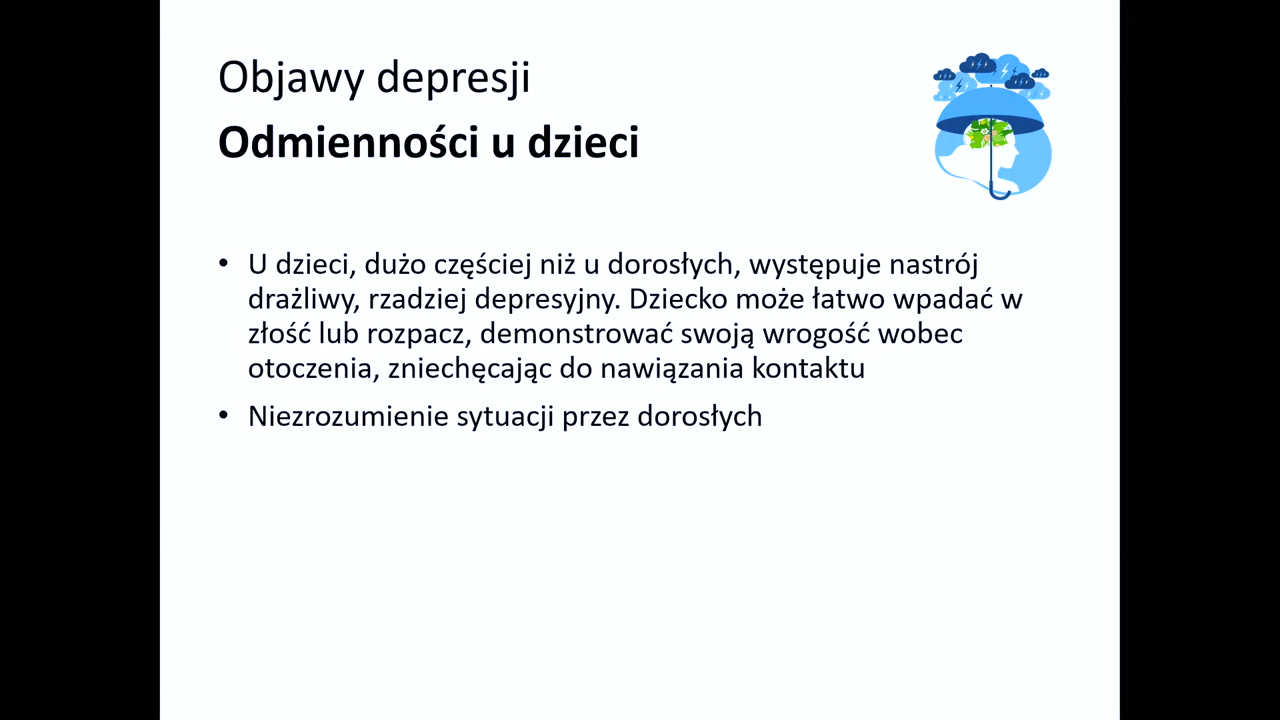 Objawy depresji
Odmienności u dzieci
• U dzieci, dużo częściej niż u dorosłych, występuje nastrój
drażliwy, rzadziej depresyjny. Dziecko może łatwo wpadać w
złość lub rozpacz, demonstrować swoją wrogość wobec
otoczenia, zniechęcając do nawiązania kontaktu
• Niezrozumienie sytuacji przez dorosłych